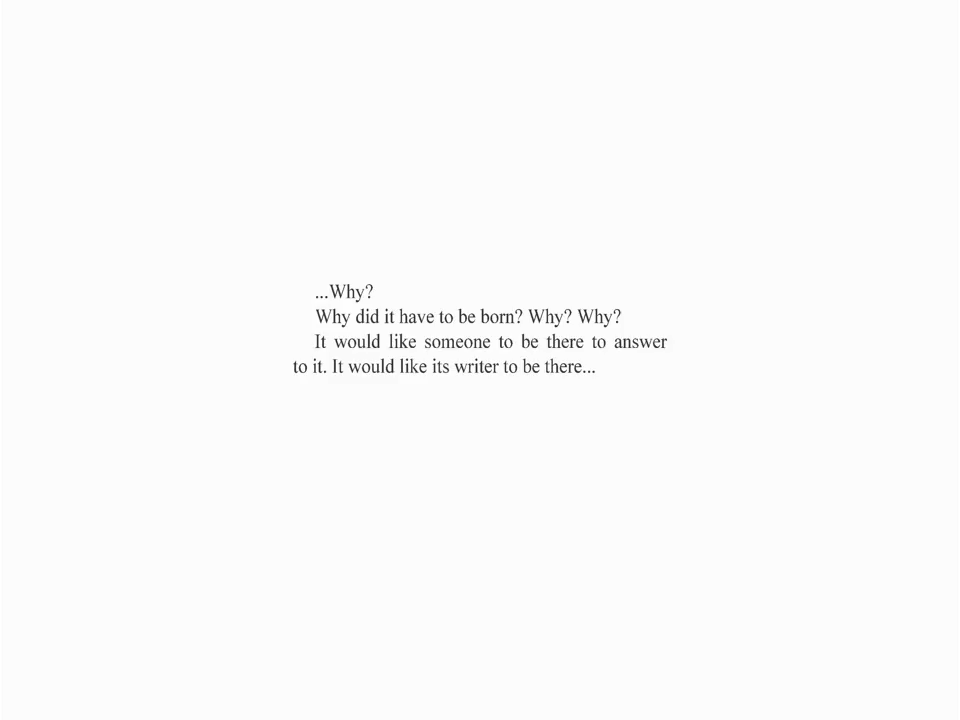 ...Why?
Why did it have to be born? Why? Why?
It would like someone to be there to answer
to it. It would like its writer to be there...